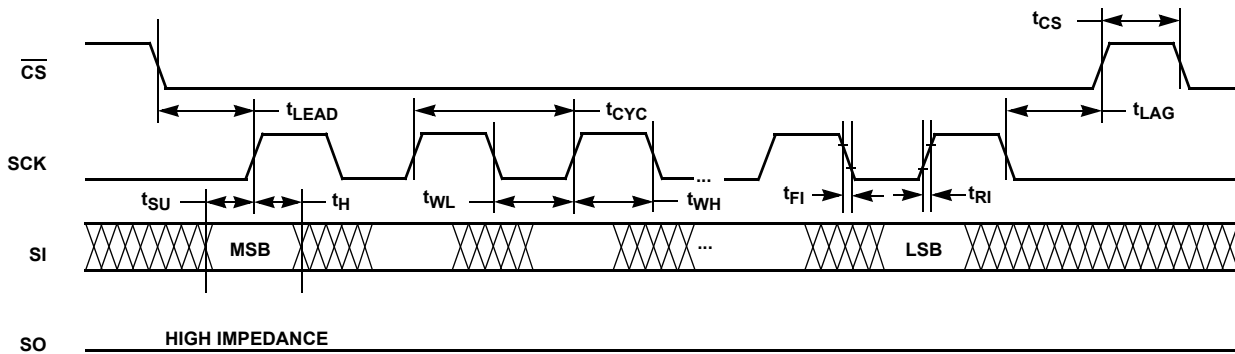 tCS
CS
tLEAD
tCYC
tLAG
SCK
...
tSU
tH
tWL
tWH
tFI
tRI
SI
MSB
...
LSB
SO
HIGH IMPEDANCE